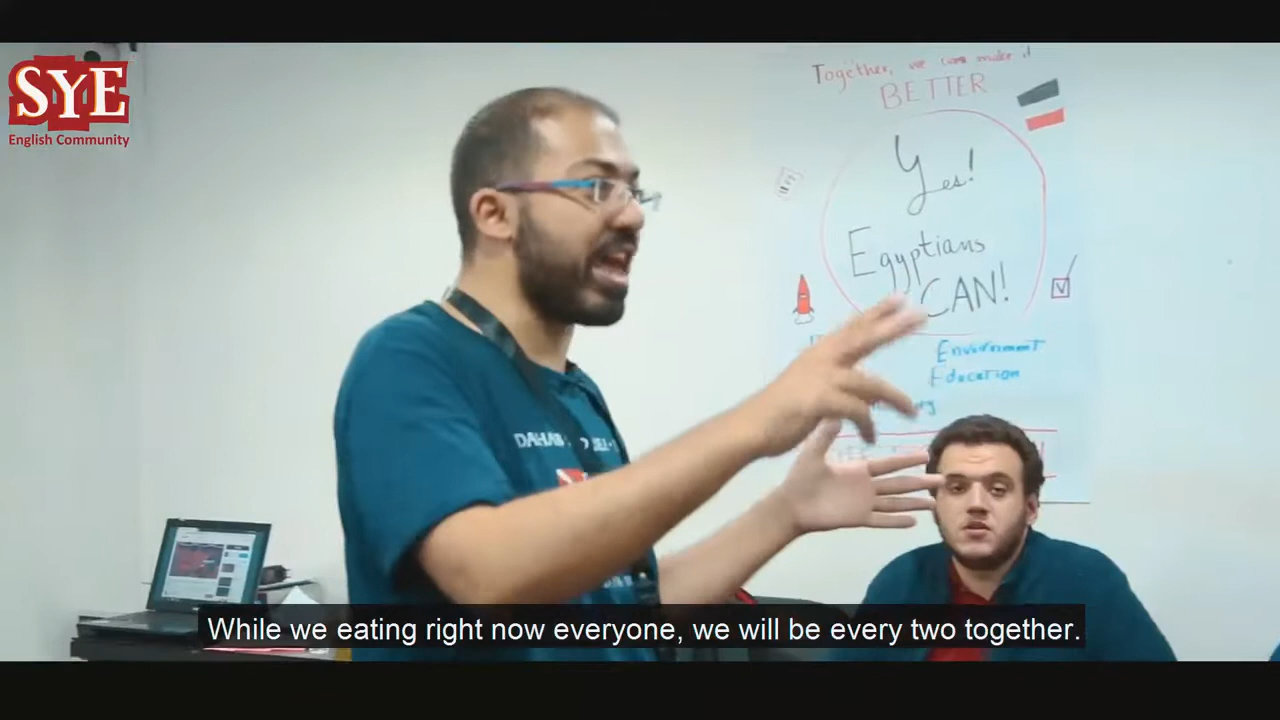 SYE
English Community
Together, we can make it
BETTER
Yes!
Egyptians
CAN!
Environment
Education
DAHAB
While we eating right now everyone, we will be every two together.